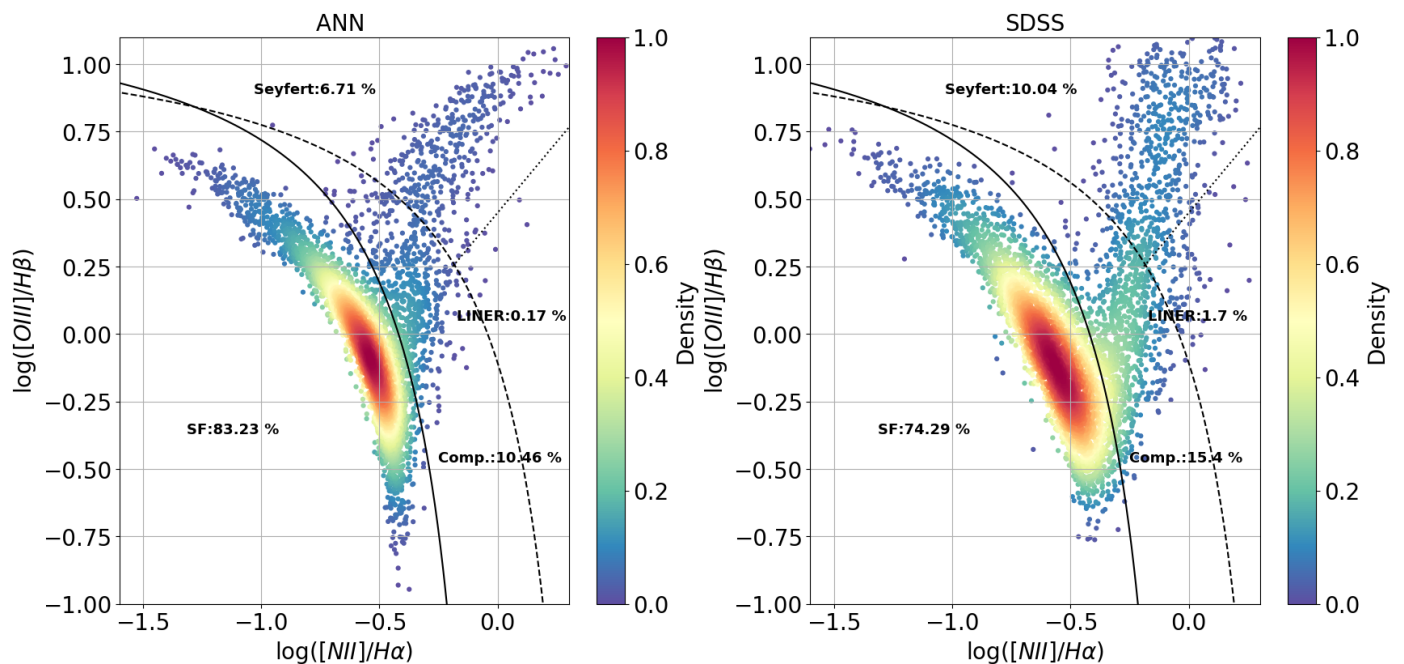 ANN
SDSS
1.00
0.75
0.50
0.25
0.00
−0.25
−0.50
−0.75
−1.00
log([OIII]/Hβ)
Seyfert:6.71 %
LINER:0.17 %
SF:83.23 %
Comp.:10.46 %
−1.5
−1.0
−0.5
0.0
log([NII]/Hα)
1.0
0.8
0.6
0.4
0.2
0.0
Density
1.00
0.75
0.50
0.25
0.00
−0.25
−0.50
−0.75
−1.00
log([OIII]/Hβ)
Seyfert:10.04 %
LINER:1.7 %
SF:74.29 %
Comp.:15.4 %
−1.5
−1.0
−0.5
0.0
log([NII]/Hα)
1.0
0.8
0.6
0.4
0.2
0.0
Density